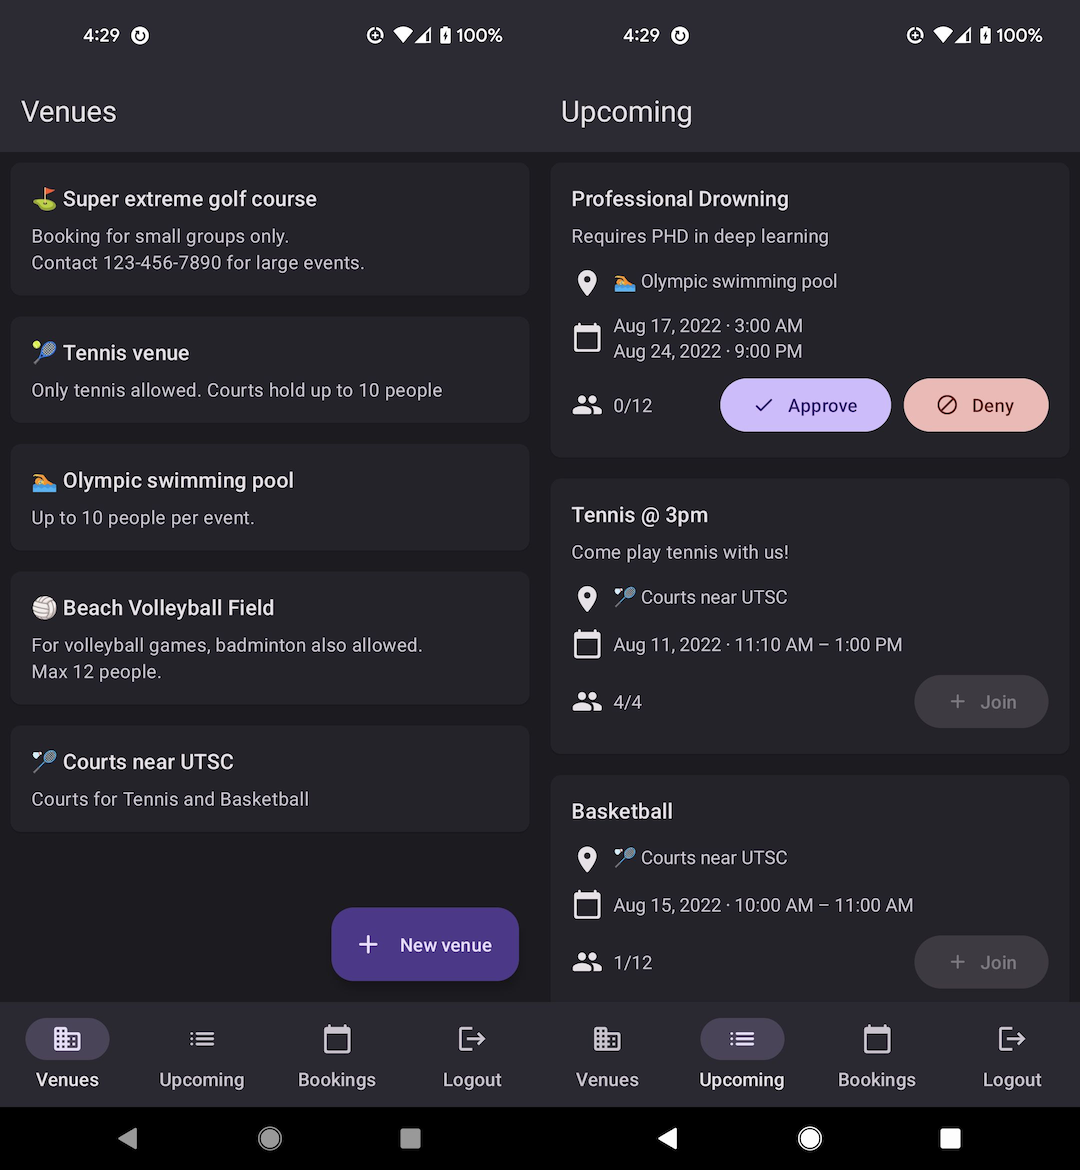 4:29 100%
Venues
Super extreme golf course
Booking for small groups only.
Contact 123-456-7890 for large events.
Tennis venue
Only tennis allowed. Courts hold up to 10 people
Olympic swimming pool
Up to 10 people per event.
Beach Volleyball Field
For volleyball games, badminton also allowed.
Max 12 people.
Courts near UTSC
Courts for Tennis and Basketball
New venue
Venues Upcoming Bookings Logout
4:29 100%
Upcoming
Professional Drowning
Requires PHD in deep learning
Olympic swimming pool
Aug 17, 2022 · 3:00 AM
Aug 24, 2022 · 9:00 PM
0/12 Approve Deny
Tennis @ 3pm
Come play tennis with us!
Courts near UTSC
Aug 11, 2022 · 11:10 AM – 1:00 PM
4/4 Join
Basketball
Courts near UTSC
Aug 15, 2022 · 10:00 AM – 11:00 AM
1/12 Join
Venues Upcoming Bookings Logout